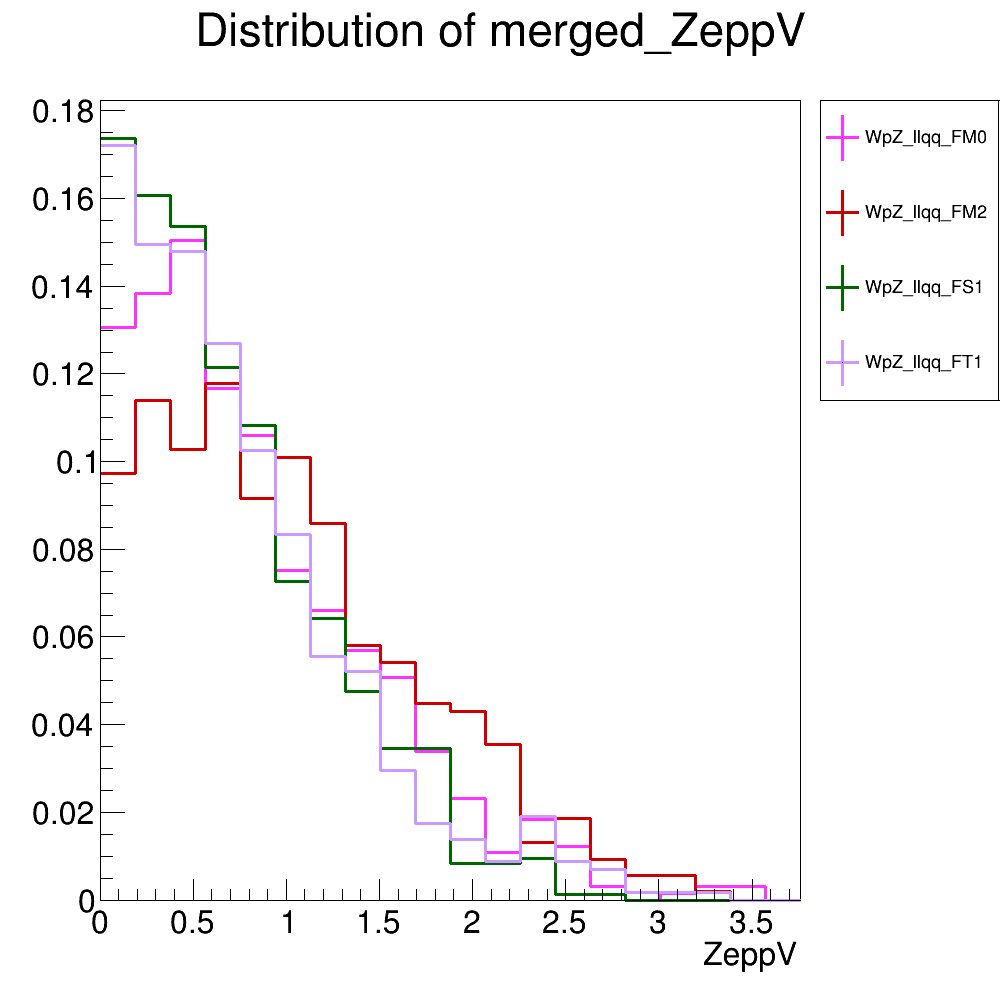 Distribution of merged_ZeppV
0.18
0.16
0.14
0.12
0.1
0.08
0.06
0.04
0.02
0
0 0.5 1 1.5 2 2.5 3 3.5
ZeppV
WpZ_llqq_FM0
WpZ_llqq_FM2
WpZ_llqq_FS1
WpZ_llqq_FT1